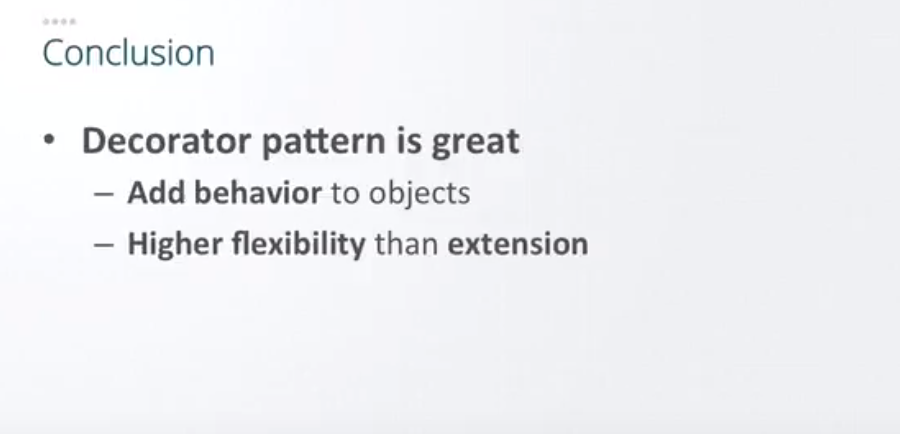 Conclusion
• Decorator pattern is great
– Add behavior to objects
– Higher flexibility than extension